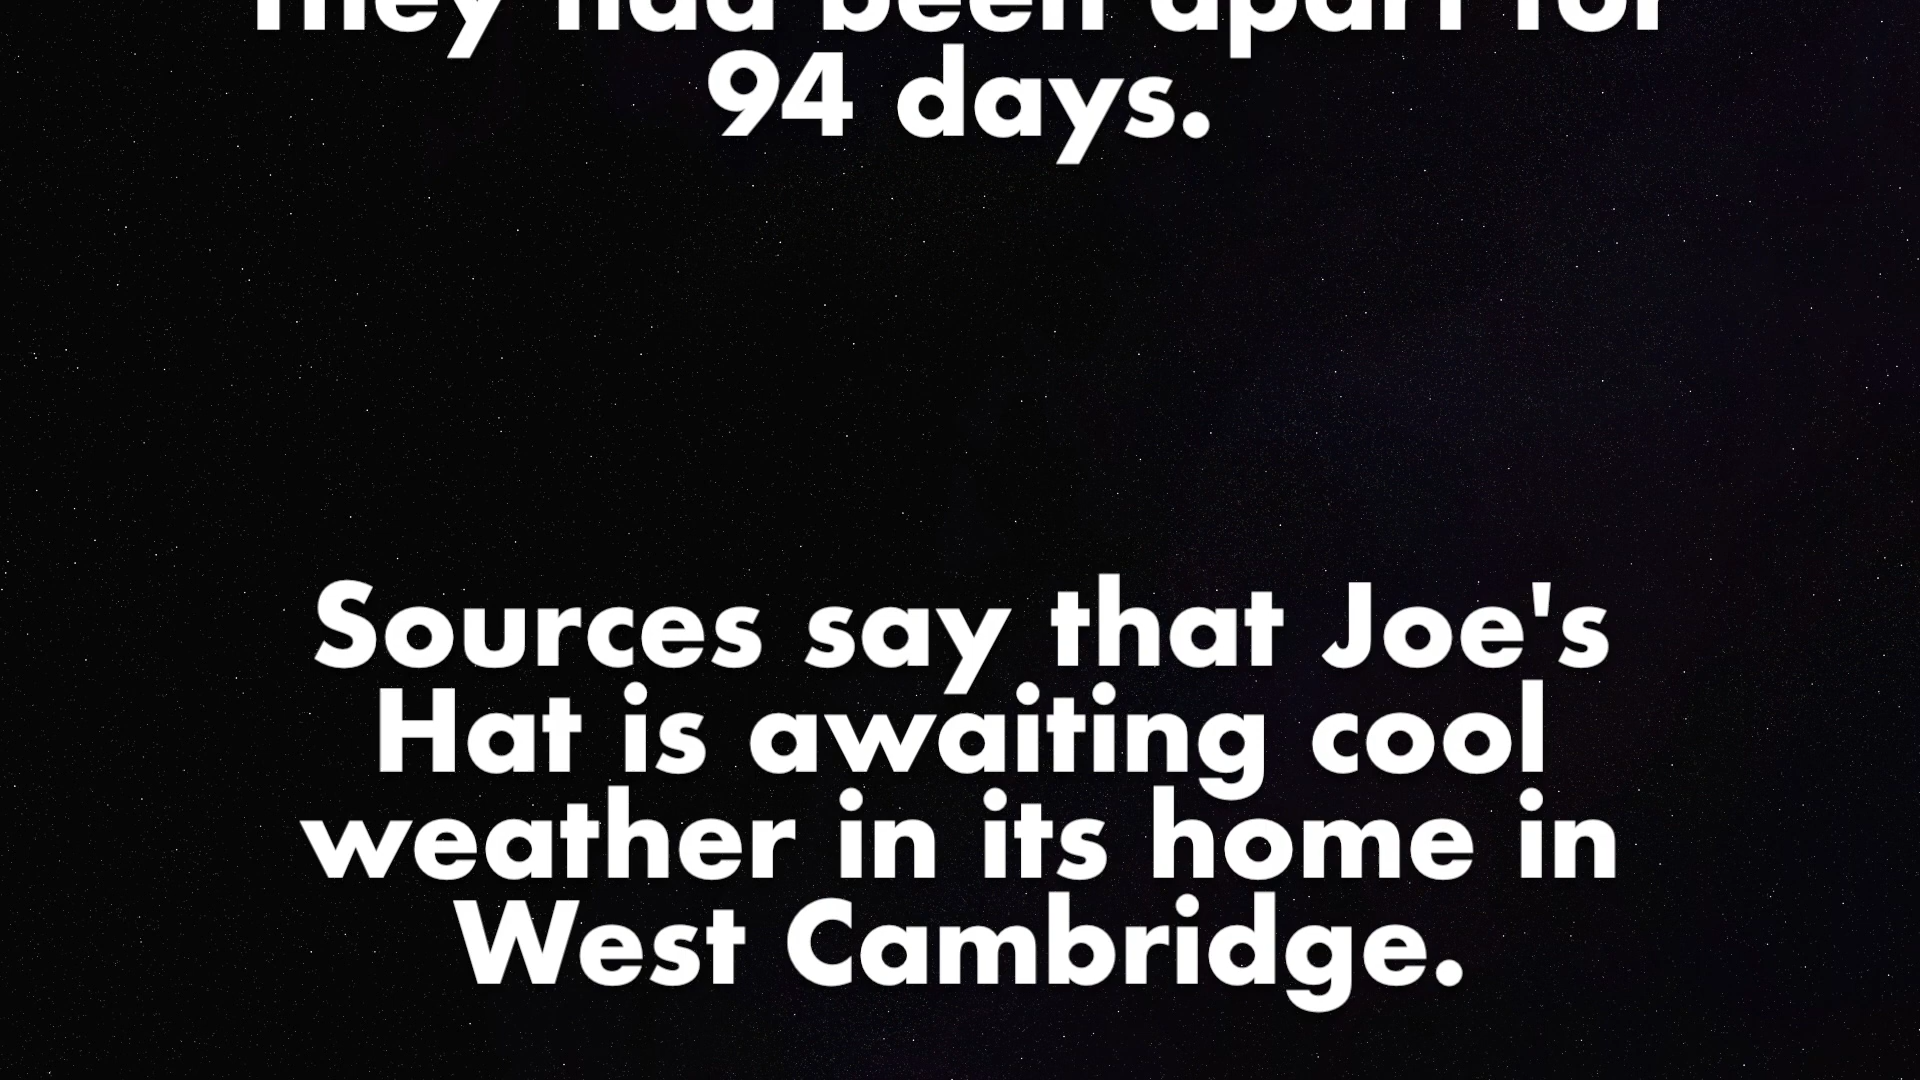 They had been apart for
94 days.
Sources say that Joe's
Hat is awaiting cool
weather in its home in
West Cambridge.